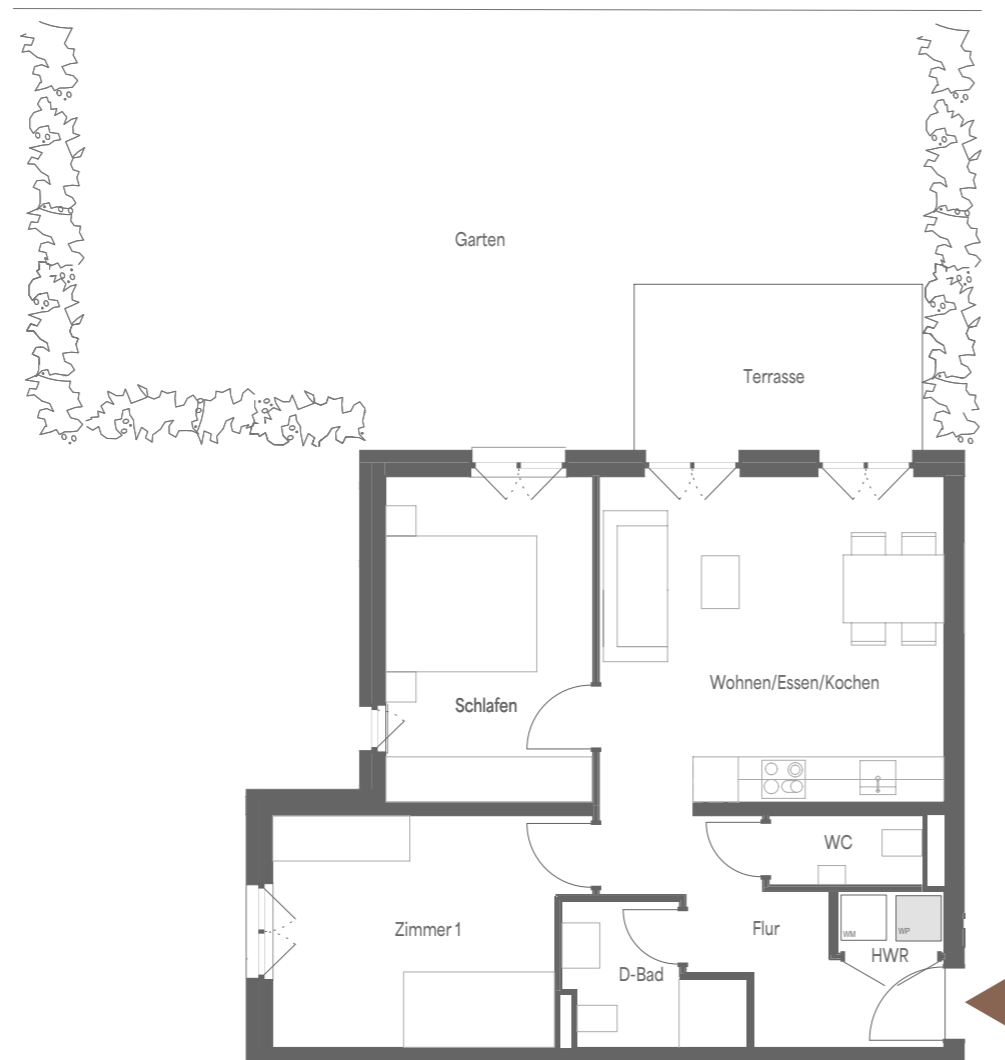 Garten
Terrasse
Wohnen/Essen/Kochen
Schlafen
WC
Zimmer 1
Flur
WM
WP
HWR
D-Bad